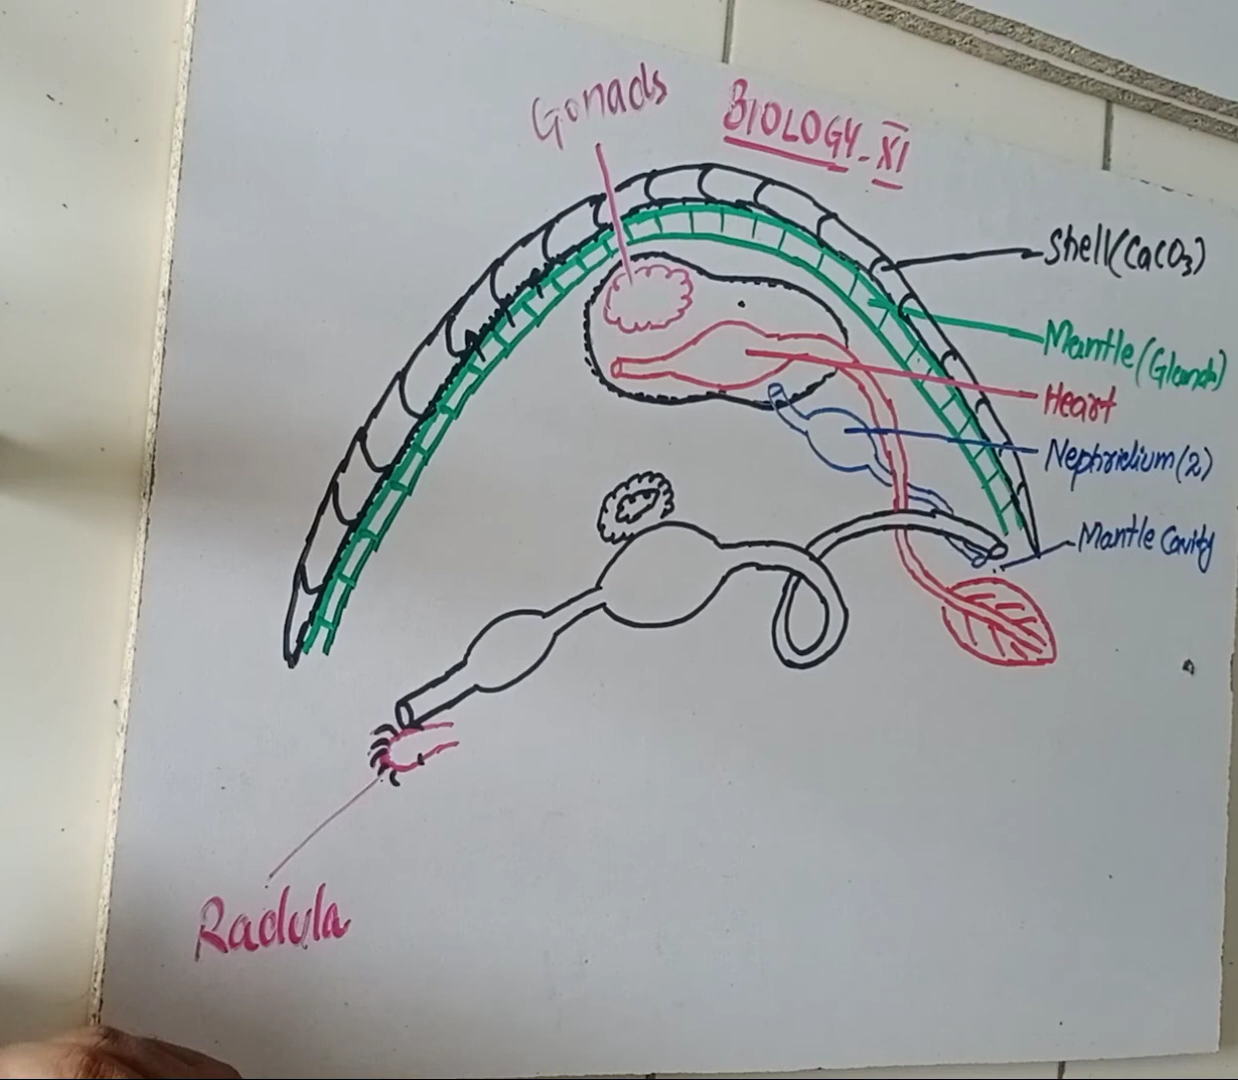 Gonads
BIOLOGY-XI
Shell(CaCO3)
Mantle(Glands)
Heart
Nephridium(2)
Mantle Cavity
Radula